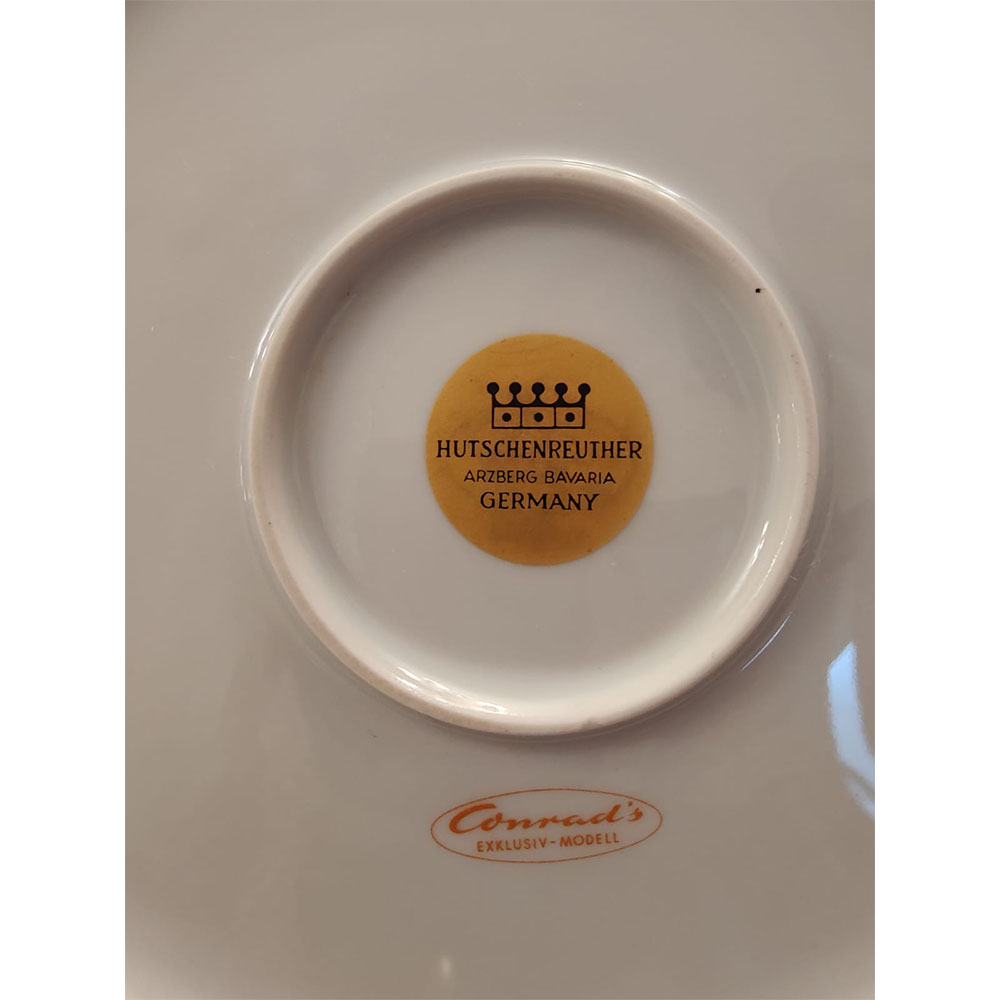 HUTSCHENREUTHER
ARZBERG BAVARIA
GERMANY
Conrad's
EXKLUSIV-MODELL